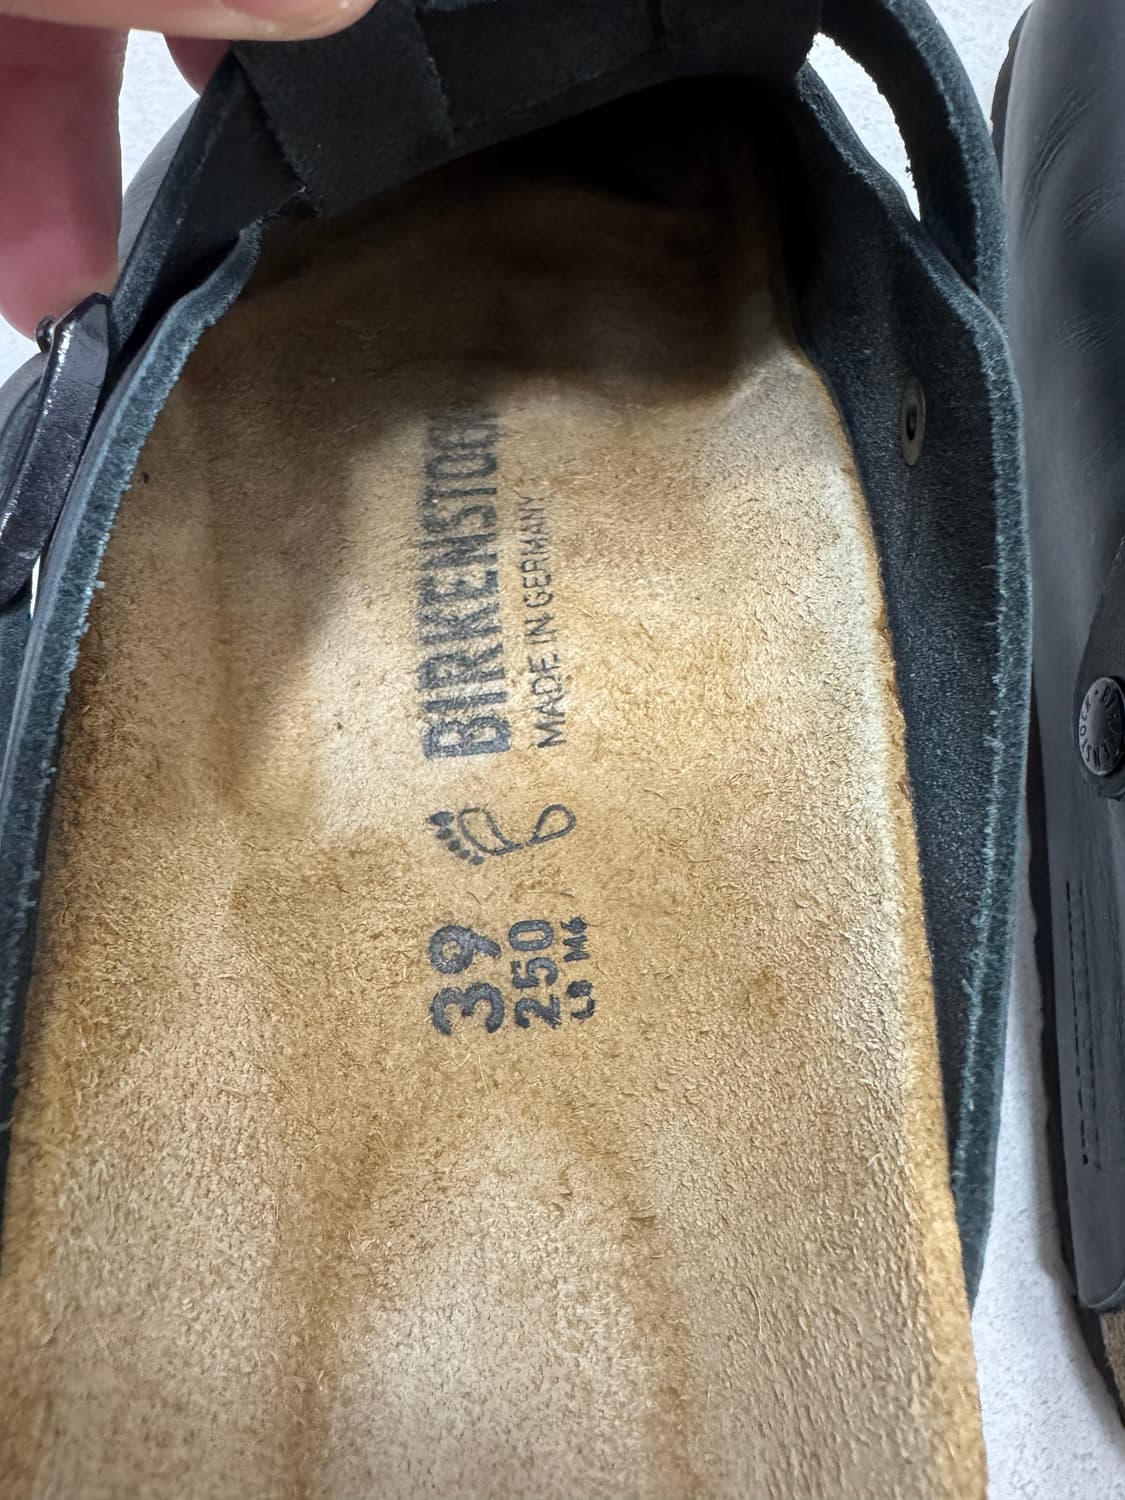 BIRKENSTOCK
MADE IN GERMANY
39
250
L8 M6